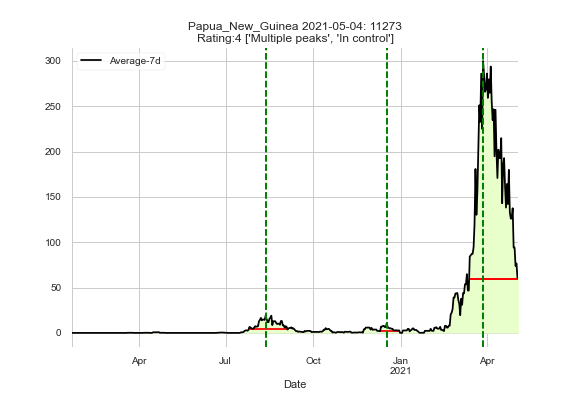 Papua_New_Guinea 2021-05-04: 11273
Rating:4 ['Multiple peaks', 'In control']
Average-7d
300
250
200
150
100
50
0
Apr Jul Oct Jan Apr
2021
Date